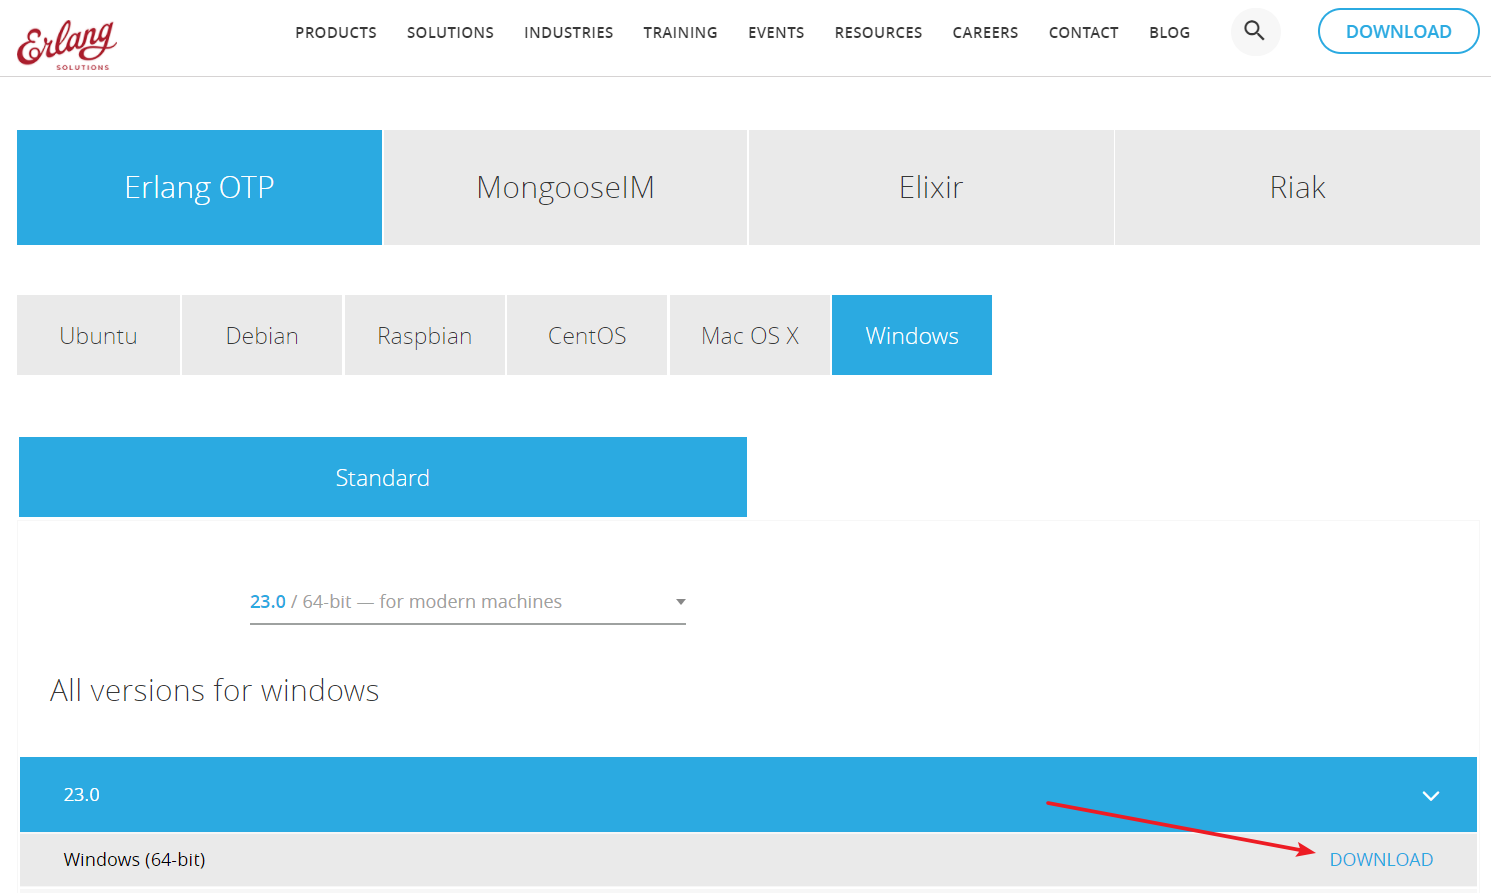 Erlang
SOLUTIONS
PRODUCTS SOLUTIONS INDUSTRIES TRAINING EVENTS RESOURCES CAREERS CONTACT BLOG DOWNLOAD
Erlang OTP MongooseIM Elixir Riak
Ubuntu Debian Raspbian CentOS Mac OS X Windows
Standard
23.0 / 64-bit — for modern machines
All versions for windows
23.0
Windows (64-bit) DOWNLOAD